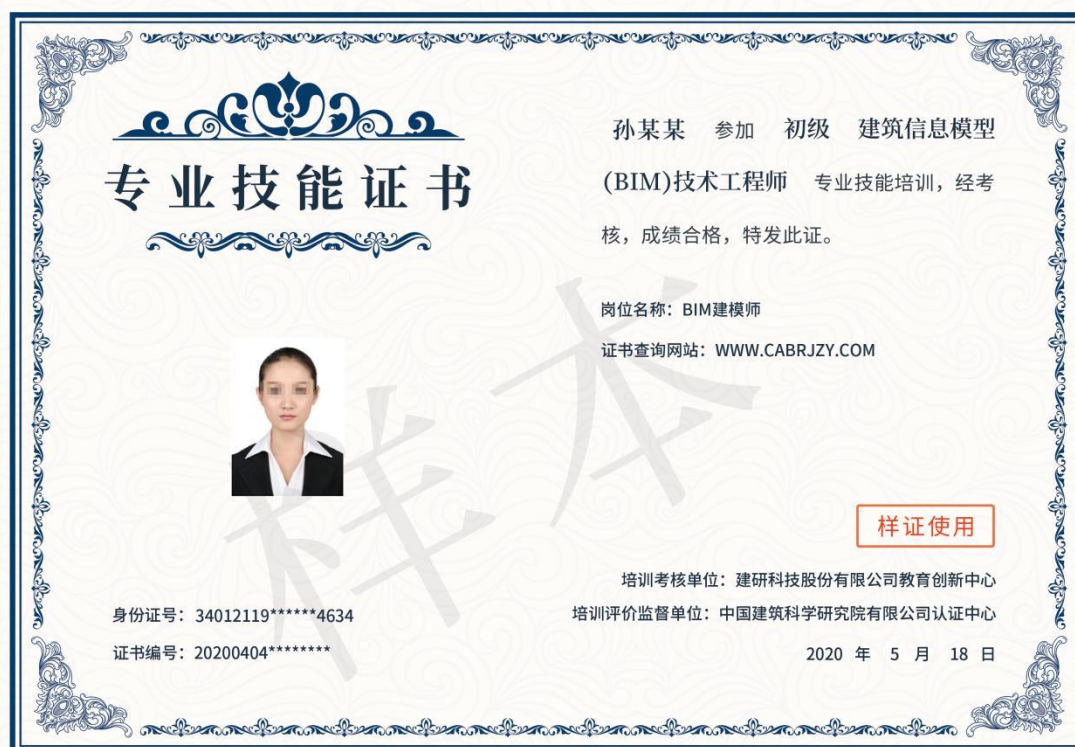 专业技能证书
孙某某 参加 初级 建筑信息模型
(BIM)技术工程师 专业技能培训，经考
核，成绩合格，特发此证。
岗位名称：BIM建模师
证书查询网站：WWW.CABRJZY.COM
样本
样证使用
培训考核单位：建研科技股份有限公司教育创新中心
培训评价监督单位：中国建筑科学研究院有限公司认证中心
2020 年 5 月 18 日
身份证号：34012119******4634
证书编号：20200404********